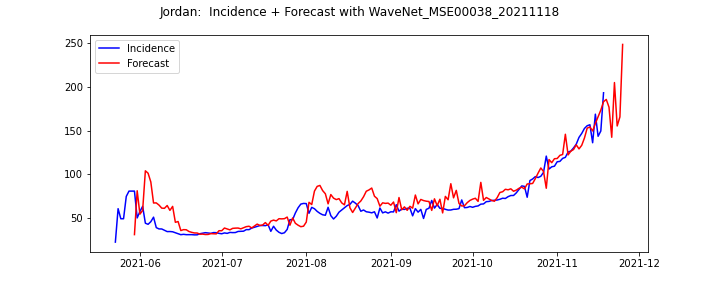 Jordan:  Incidence + Forecast with WaveNet_MSE00038_20211118
Incidence
Forecast
250
200
150
100
50
2021-06 2021-07 2021-08 2021-09 2021-10 2021-11 2021-12